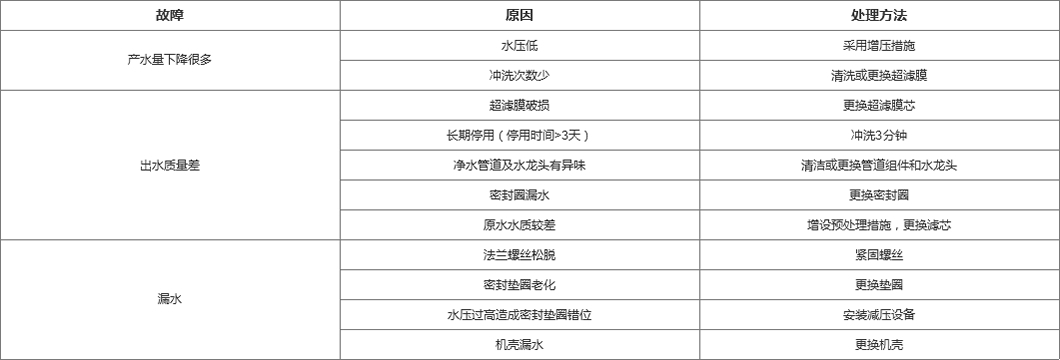 故障 原因 处理方法
产水量下降很多
水压低 采用增压措施
冲洗次数少 清洗或更换超滤膜
出水质量差
超滤膜破损 更换超滤膜芯
长期停用（停用时间>3天） 冲洗3分钟
净水管道及水龙头有异味 清洁或更换管道组件和水龙头
密封圈漏水 更换密封圈
原水水质较差 增设预处理措施，更换滤芯
漏水
法兰螺丝松脱 紧固螺丝
密封垫圈老化 更换垫圈
水压过高造成密封垫圈错位 安装减压设备
机壳漏水 更换机壳